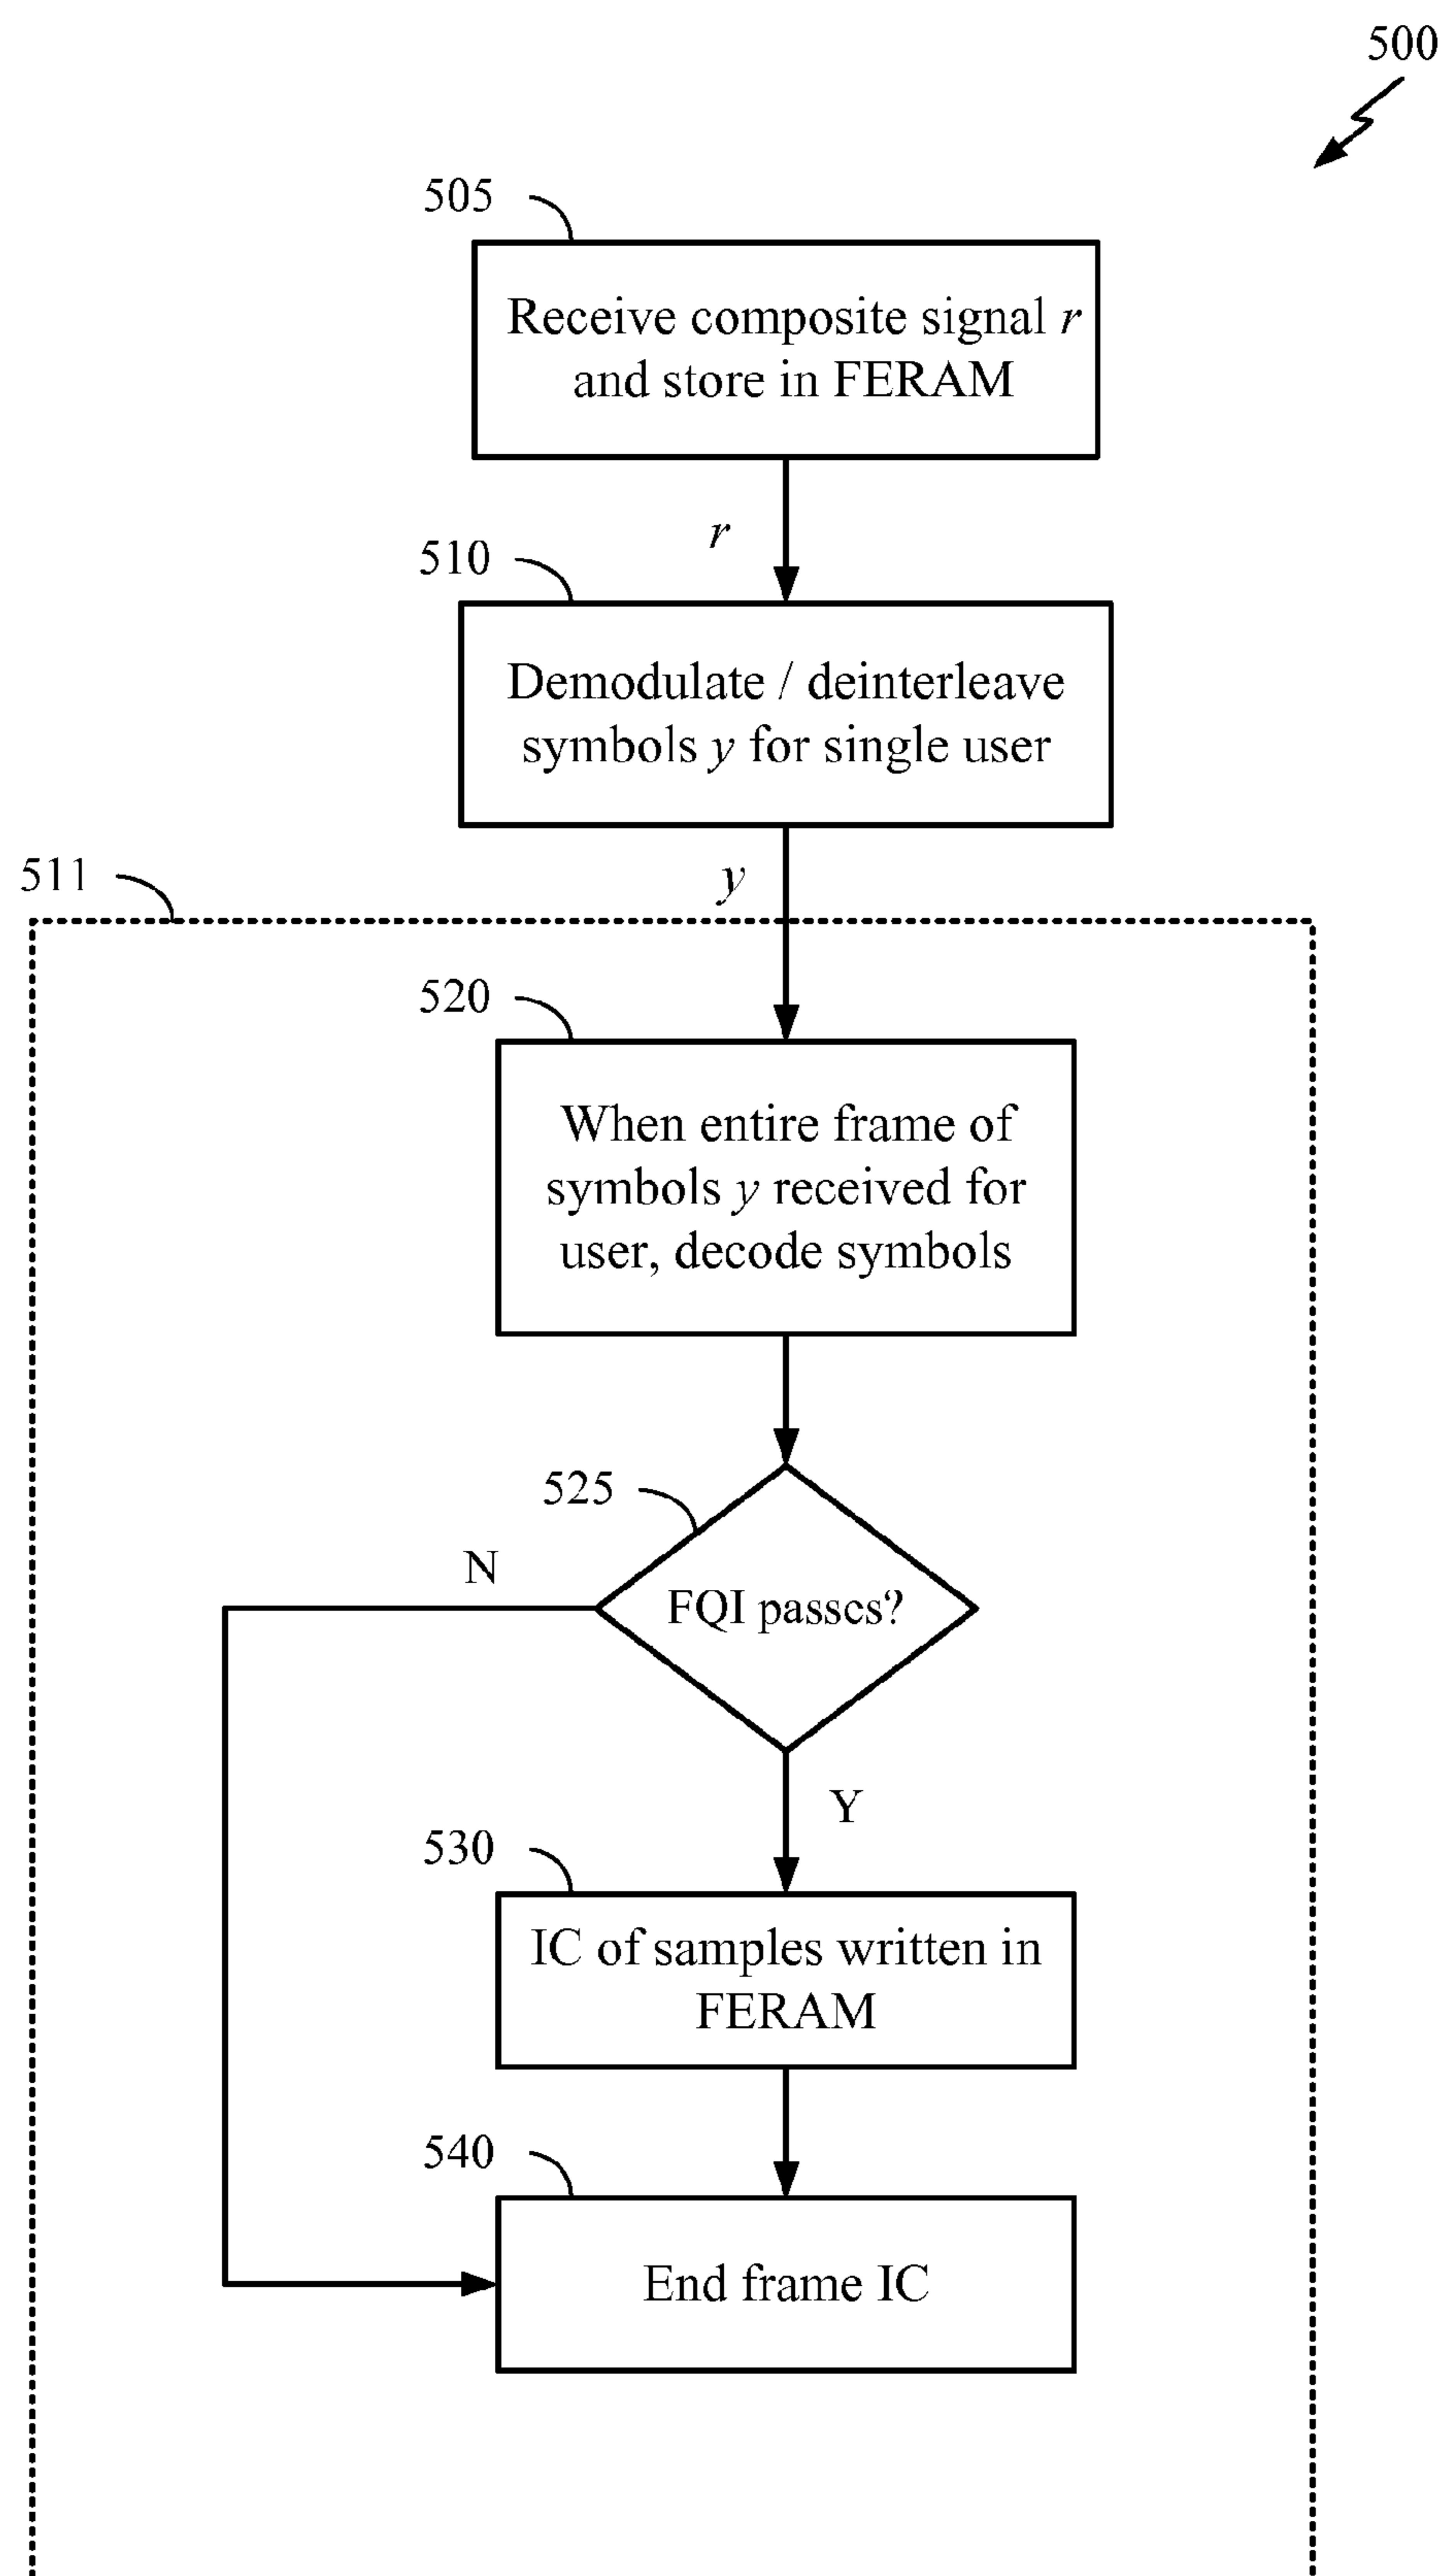 500
505
Receive composite signal r
and store in FERAM
r
510
Demodulate / deinterleave
symbols y for single user
511
y
520
When entire frame of
symbols y received for
user, decode symbols
525
N
FQI passes?
Y
530
IC of samples written in
FERAM
540
End frame IC